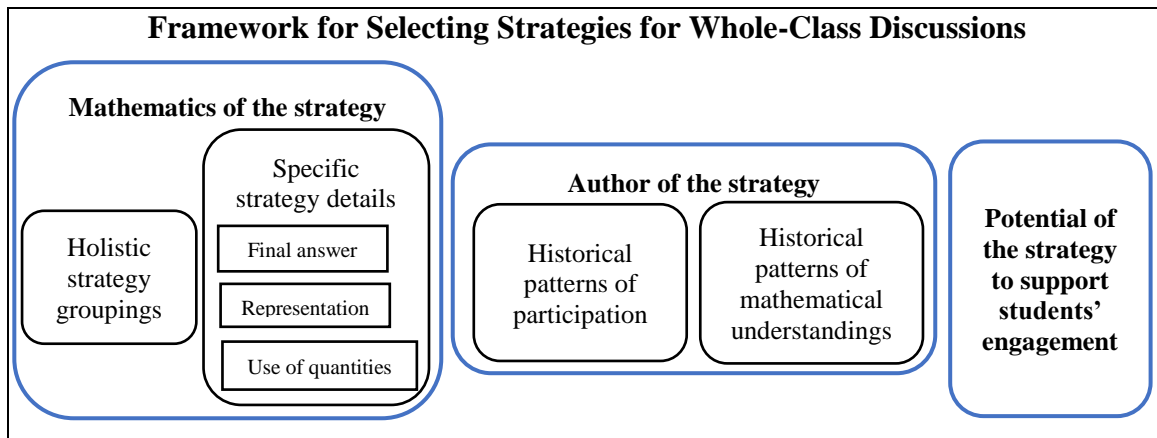 Framework for Selecting Strategies for Whole-Class Discussions
Mathematics of the strategy
Holistic
strategy
groupings
Specific
strategy details
Final answer
Representation
Use of quantities
Author of the strategy
Historical
patterns of
participation
Historical
patterns of
mathematical
understandings
Potential of
the strategy
to support
students’
engagement